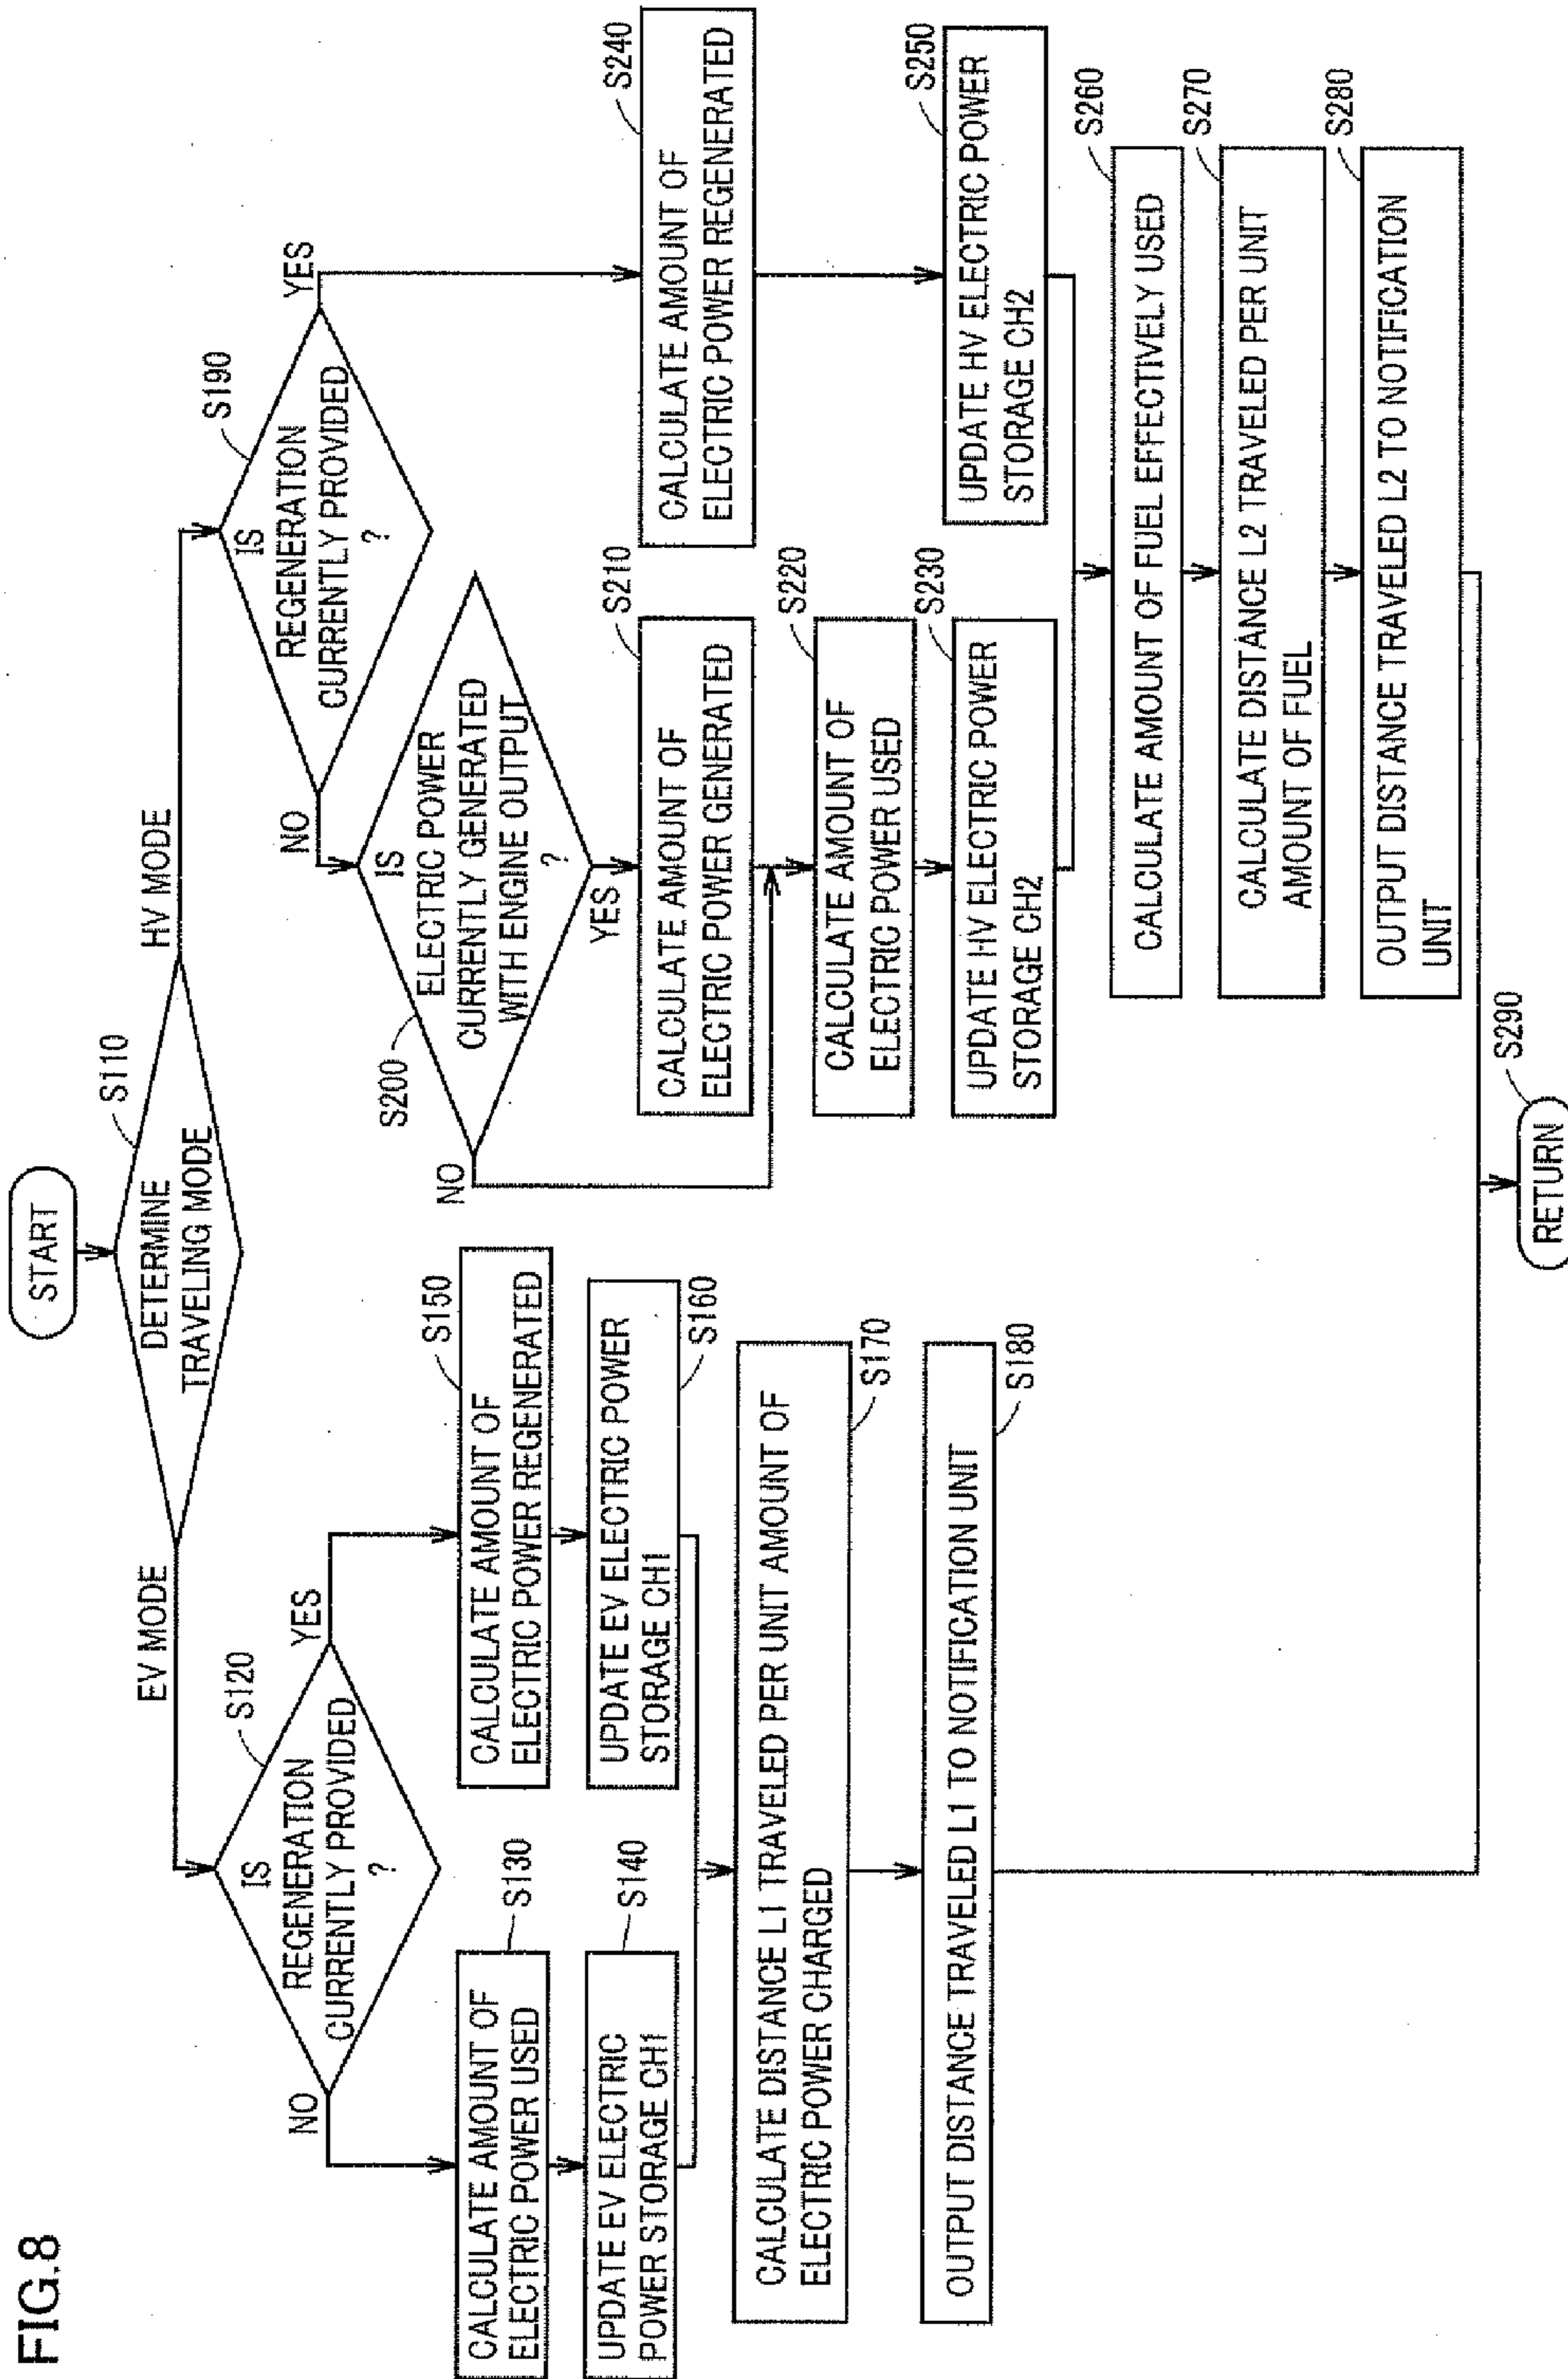 FIG.8
START
DETERMINE
TRAVELING MODE
S110
EV MODE
HV MODE
IS
REGENERATION
CURRENTLY PROVIDED
?
S120
NO
YES
CALCULATE AMOUNT OF
ELECTRIC POWER USED
S130
UPDATE EV ELECTRIC
POWER STORAGE CH1
S140
CALCULATE AMOUNT OF
ELECTRIC POWER REGENERATED
S150
UPDATE EV ELECTRIC POWER
STORAGE CH1
S160
CALCULATE DISTANCE L1 TRAVELED PER UNIT AMOUNT OF
ELECTRIC POWER CHARGED
S170
OUTPUT DISTANCE TRAVELED L1 TO NOTIFICATION UNIT
S180
IS
REGENERATION
CURRENTLY PROVIDED
?
S190
NO
YES
IS
ELECTRIC POWER
CURRENTLY GENERATED
WITH ENGINE OUTPUT
?
S200
NO
YES
CALCULATE AMOUNT OF
ELECTRIC POWER GENERATED
S210
CALCULATE AMOUNT OF
ELECTRIC POWER USED
S220
UPDATE HV ELECTRIC POWER
STORAGE CH2
S230
CALCULATE AMOUNT OF
ELECTRIC POWER REGENERATED
S240
UPDATE HV ELECTRIC POWER
STORAGE CH2
S250
CALCULATE AMOUNT OF FUEL EFFECTIVELY USED
S260
CALCULATE DISTANCE L2 TRAVELED PER UNIT
AMOUNT OF FUEL
S270
OUTPUT DISTANCE TRAVELED L2 TO NOTIFICATION
UNIT
S280
RETURN
S290